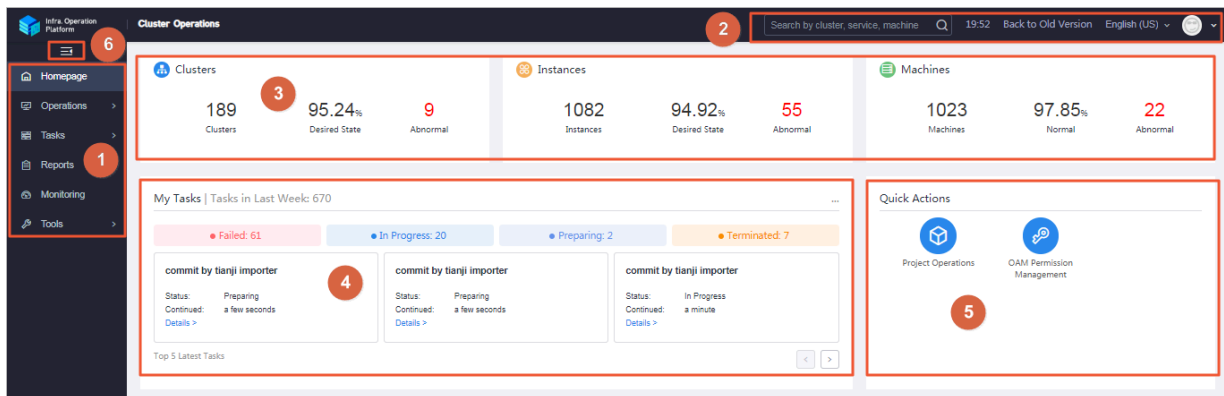 Infra. Operation
Platform
Cluster Operations
2
Search by cluster, service, machine
19:52
Back to Old Version
English (US)
6
Homepage
Operations
Tasks
Reports
Monitoring
Tools
1
Clusters
3
189
Clusters
95.24%
Desired State
9
Abnormal
Instances
1082
Instances
94.92%
Desired State
55
Abnormal
Machines
1023
Machines
97.85%
Normal
22
Abnormal
My Tasks | Tasks in Last Week: 670
...
Failed: 61
In Progress: 20
Preparing: 2
Terminated: 7
commit by tianji importer
Status: Preparing
Continued: a few seconds
Details >
4
commit by tianji importer
Status: Preparing
Continued: a few seconds
Details >
commit by tianji importer
Status: In Progress
Continued: a minute
Details >
Top 5 Latest Tasks
Quick Actions
Project Operations
OAM Permission
Management
5